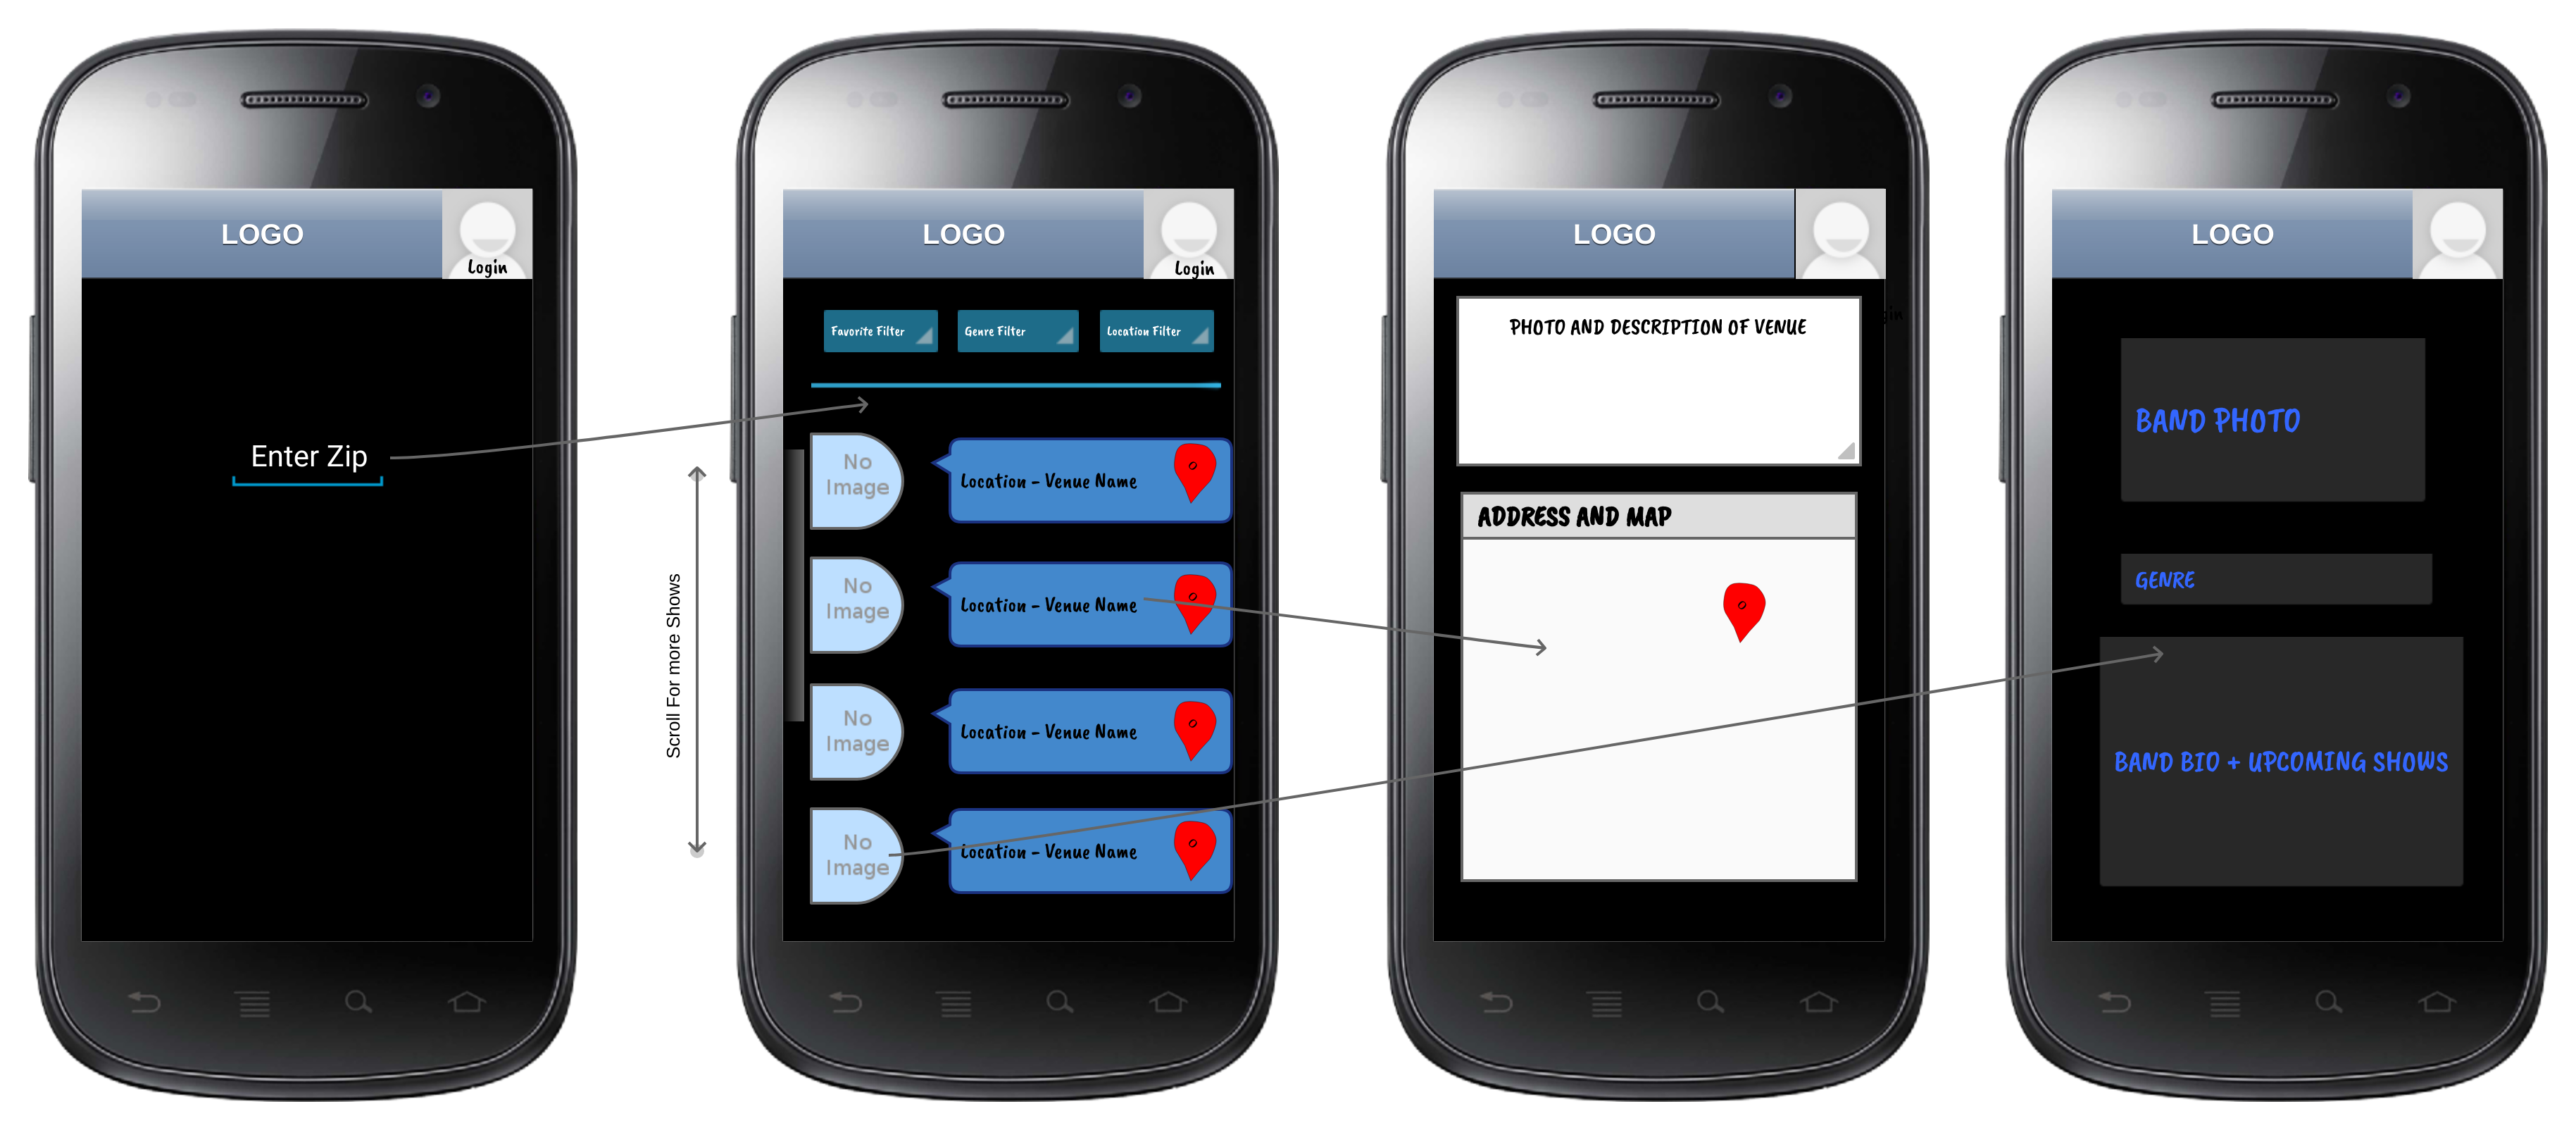 LOGO
Login
Enter Zip
Scroll For more Shows
LOGO
Login
Favorite Filter
Genre Filter
Location Filter
No
Image
Location - Venue Name
No
Image
Location - Venue Name
No
Image
Location - Venue Name
No
Image
Location - Venue Name
LOGO
PHOTO AND DESCRIPTION OF VENUE
ADDRESS AND MAP
LOGO
BAND PHOTO
GENRE
BAND BIO + UPCOMING SHOWS